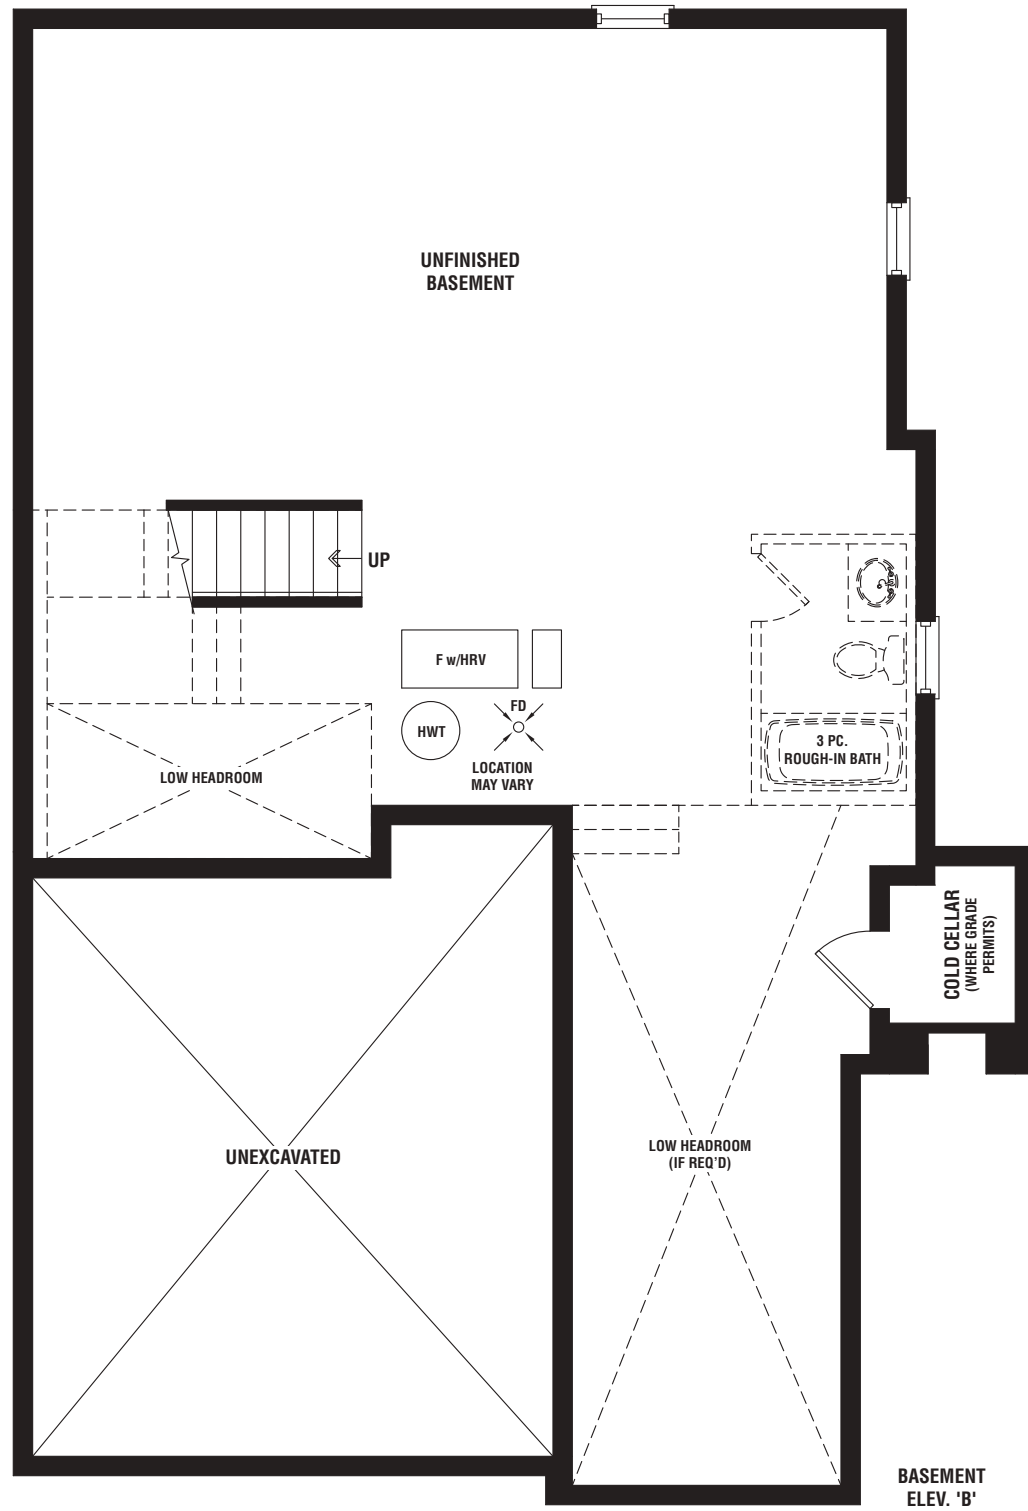 UNFINISHED
BASEMENT
UP
F w/HRV
FD
HWT
LOCATION
MAY VARY
3 PC.
ROUGH-IN BATH
LOW HEADROOM
COLD CELLAR
(WHERE GRADE
PERMITS)
UNEXCAVATED
LOW HEADROOM
(IF REQ'D)
BASEMENT
ELEV. 'B'